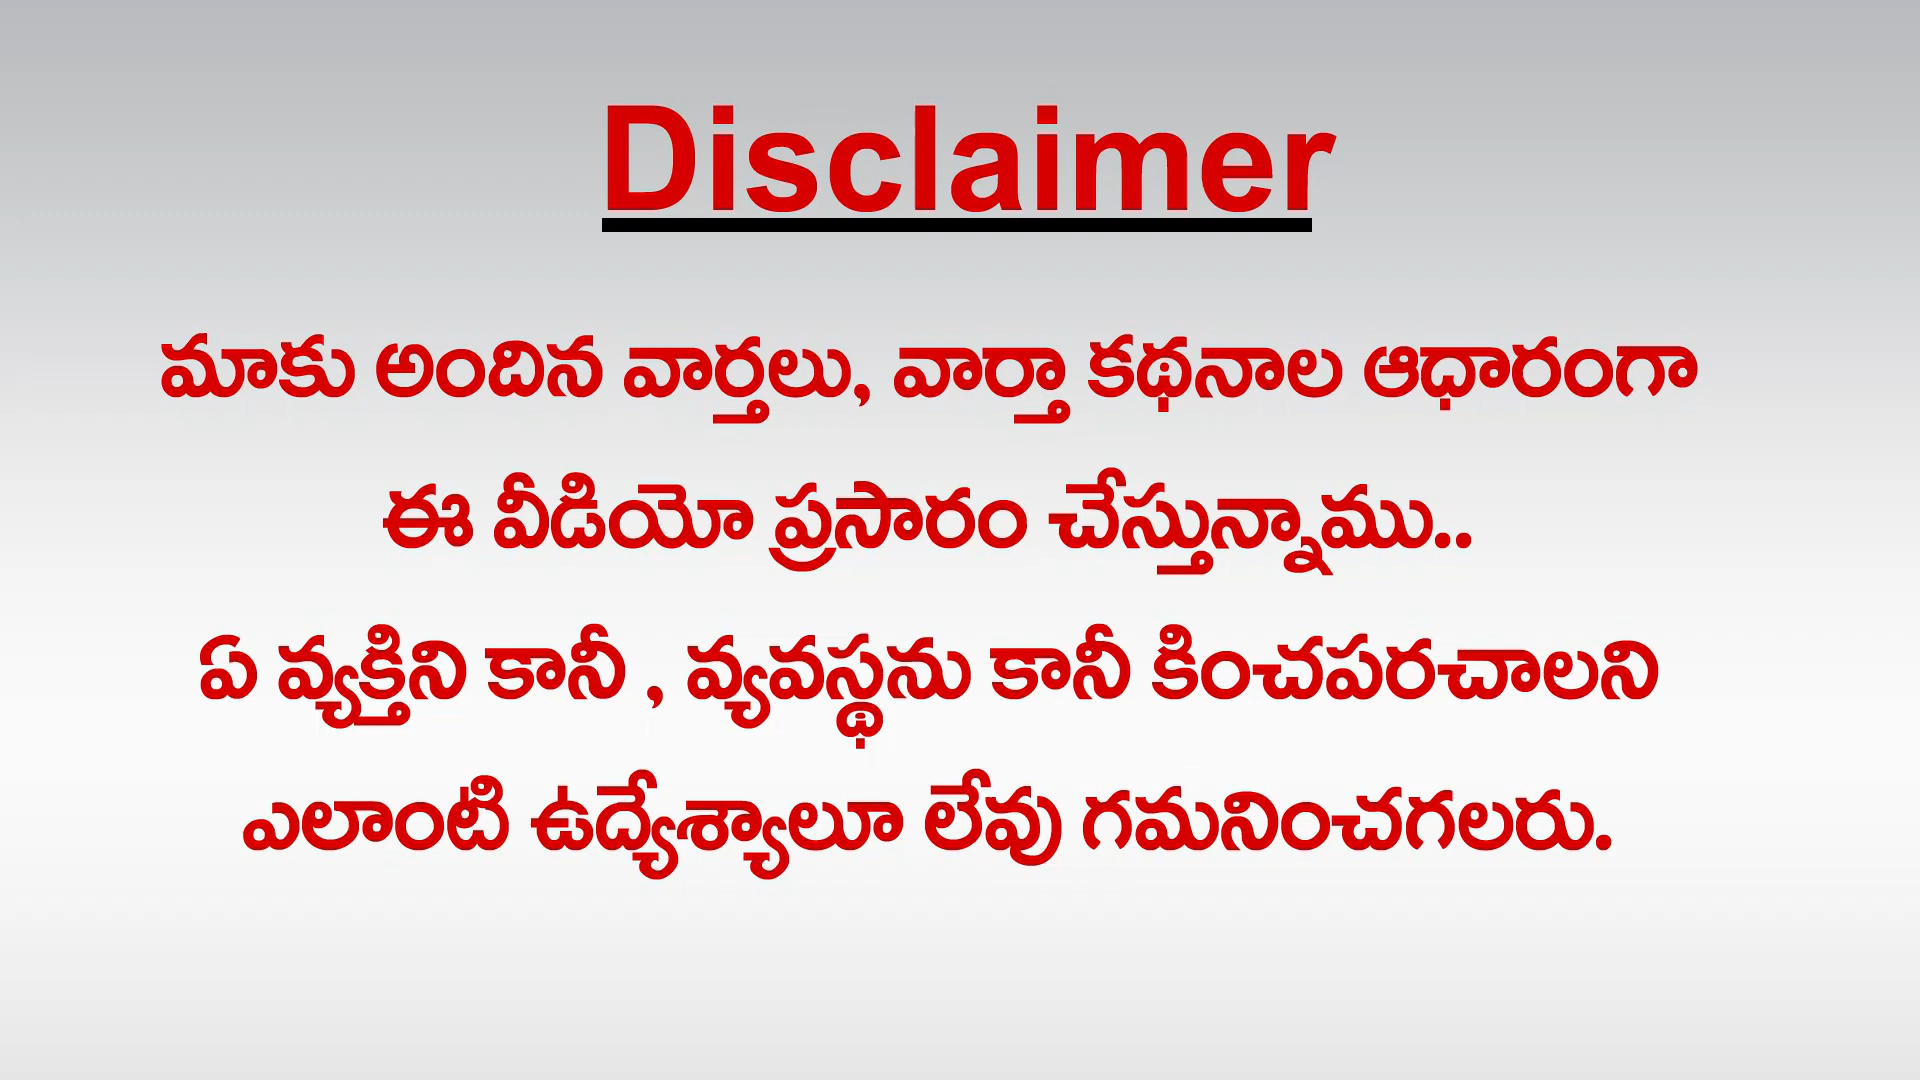 Disclaimer
మాకు అందిన వార్తలు, వార్తా కథనాల ఆధారంగా
ఈ వీడియో ప్రసారం చేస్తున్నాము..
ఏ వ్యక్తిని కానీ , వ్యవస్థను కానీ కించపరచాలని
ఎలాంటి ఉద్యేశ్యాలూ లేవు గమనించగలరు.